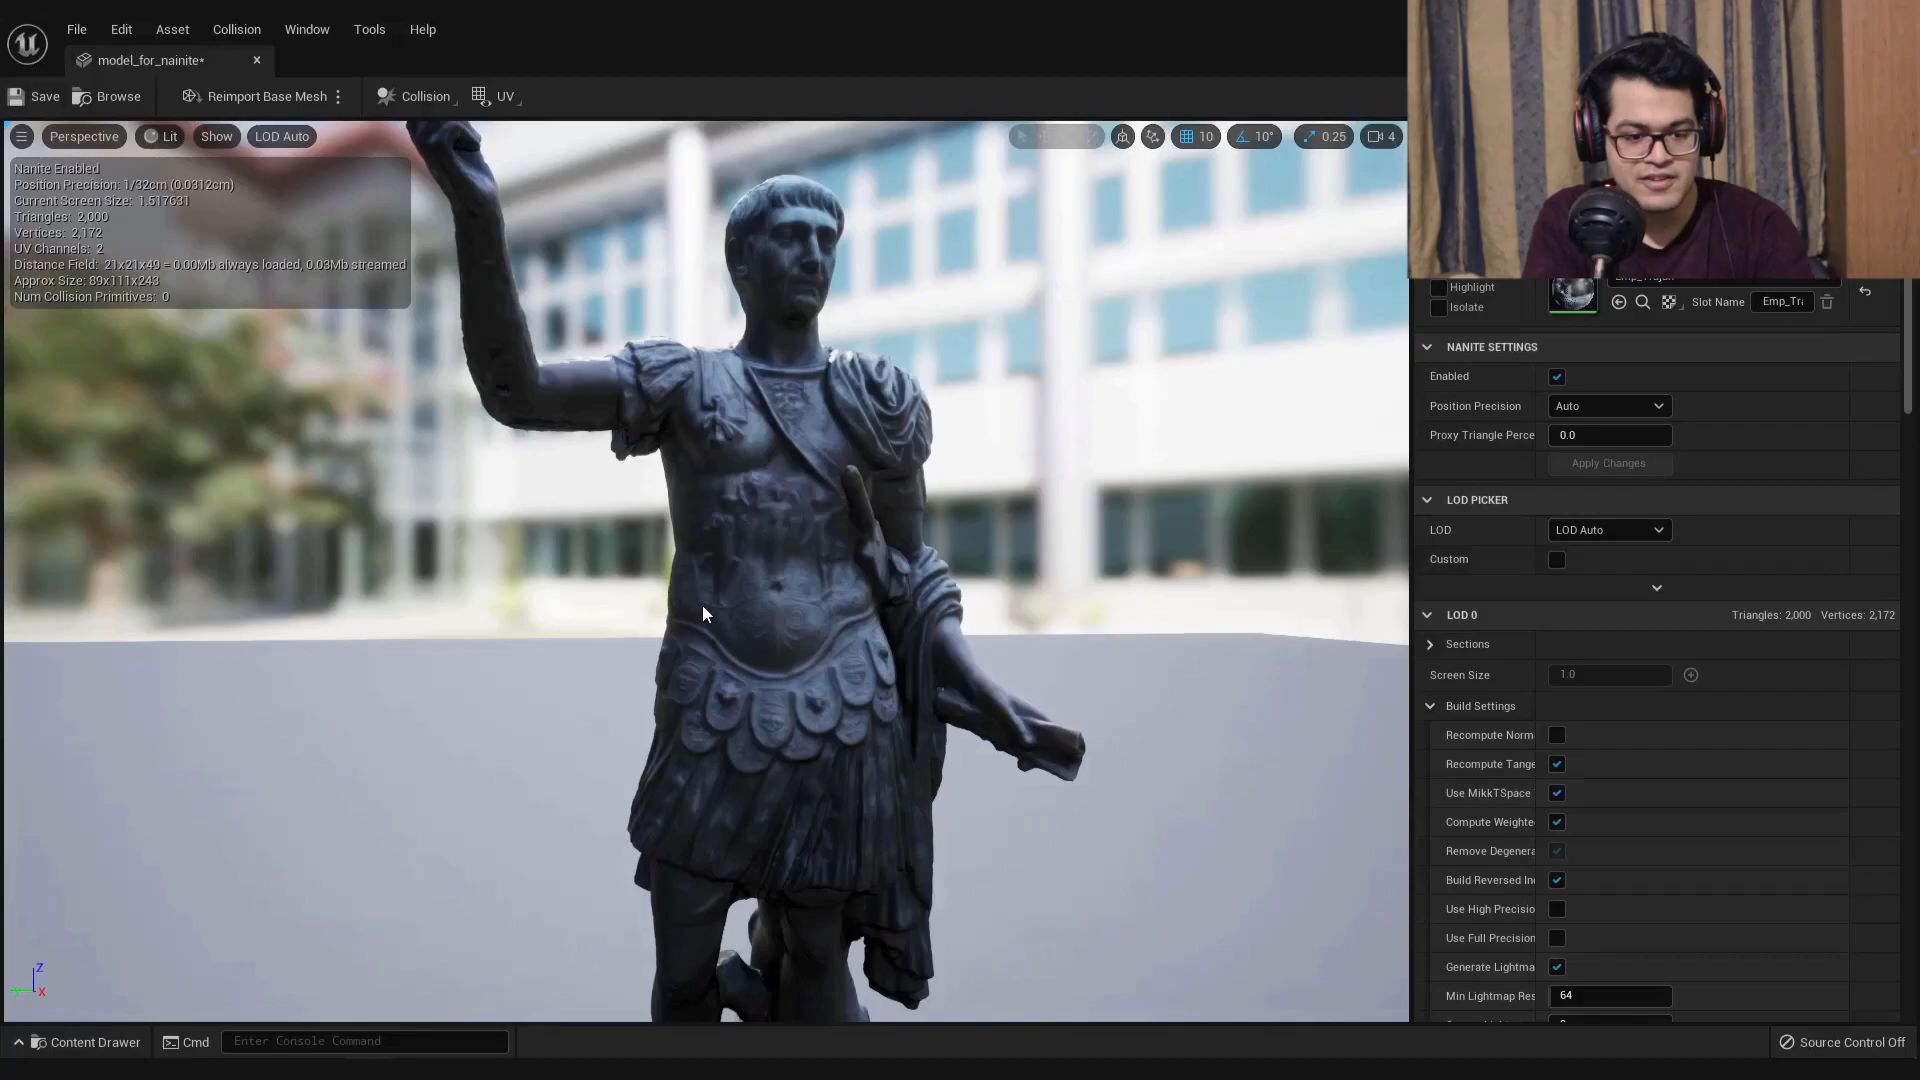 File Edit Asset Collision Window Tools Help
model_for_nainite*
Save Browse Reimport Base Mesh Collision UV
Perspective Lit Show LOD Auto 10 10° 0.25 4
Nanite Enabled
Position Precision: 1/32cm (0.0312cm)
Current Screen Size: 1.517631
Triangles: 2,000
Vertices: 2,172
UV Channels: 2
Distance Field: 21x21x49 = 0.00Mb always loaded, 0.03Mb streamed
Approx Size: 89x111x243
Num Collision Primitives: 0
Highlight
Isolate
Slot Name Emp_Tra
NANITE SETTINGS
Enabled
Position Precision Auto
Proxy Triangle Perce 0.0
Apply Changes
LOD PICKER
LOD LOD Auto
Custom
LOD 0 Triangles: 2,000 Vertices: 2,172
Sections
Screen Size 1.0
Build Settings
Recompute Norm
Recompute Tange
Use MikkTSpace
Compute Weighte
Remove Degenera
Build Reversed In
Use High Precisio
Use Full Precision
Generate Lightma
Min Lightmap Res 64
Z
X
Content Drawer Cmd Enter Console Command Source Control Off